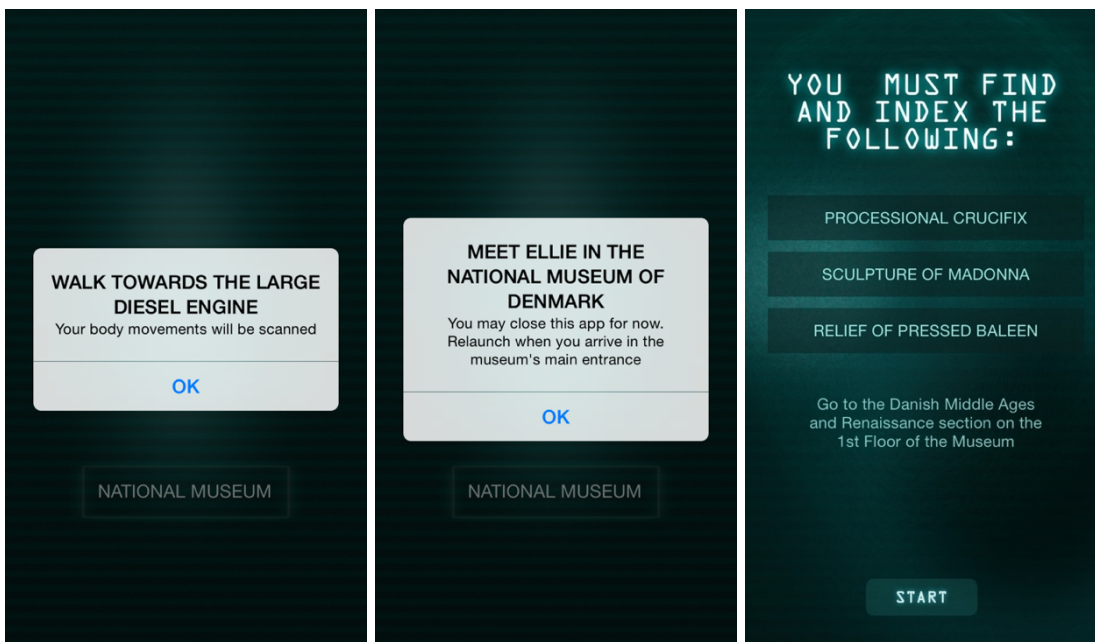 WALK TOWARDS THE LARGE
DIESEL ENGINE
Your body movements will be scanned
OK
NATIONAL MUSEUM
MEET ELLIE IN THE
NATIONAL MUSEUM OF
DENMARK
You may close this app for now.
Relaunch when you arrive in the
museum's main entrance
OK
NATIONAL MUSEUM
YOU MUST FIND
AND INDEX THE
FOLLOWING:
PROCESSIONAL CRUCIFIX
SCULPTURE OF MADONNA
RELIEF OF PRESSED BALEEN
Go to the Danish Middle Ages
and Renaissance section on the
1st Floor of the Museum
START